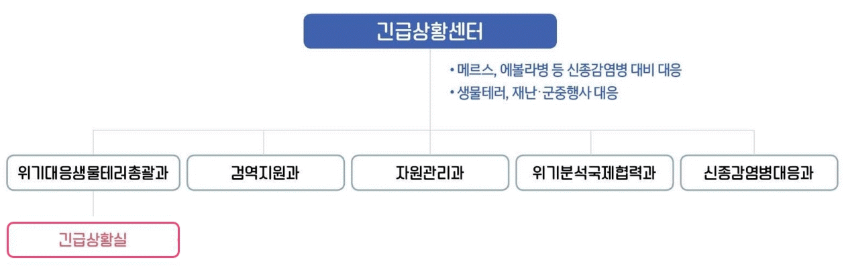 긴급상황센터
• 메르스, 에볼라병 등 신종감염병 대비 대응
• 생물테러, 재난·군중행사 대응
위기대응생물테러총괄과 검역지원과 자원관리과 위기분석국제협력과 신종감염병대응과
긴급상황실